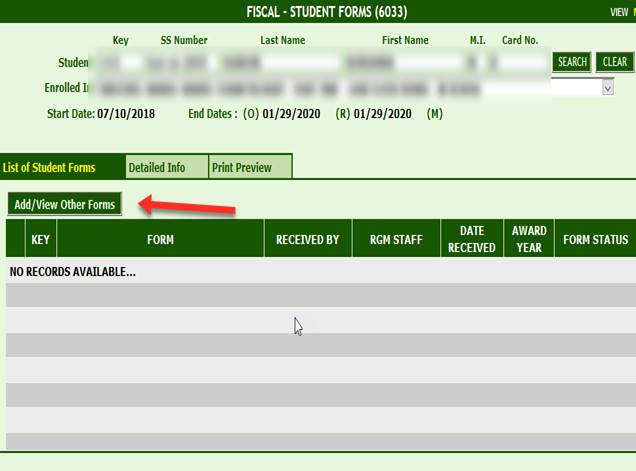 FISCAL - STUDENT FORMS (6033) VIEW
Key SS Number Last Name First Name M.I. Card No.
Studen SEARCH CLEAR
Enrolled I
Start Date: 07/10/2018 End Dates : (O) 01/29/2020 (R) 01/29/2020 (M)
List of Student Forms Detailed Info Print Preview
Add/View Other Forms
KEY FORM RECEIVED BY RGM STAFF DATE RECEIVED AWARD YEAR FORM STATUS
NO RECORDS AVAILABLE...